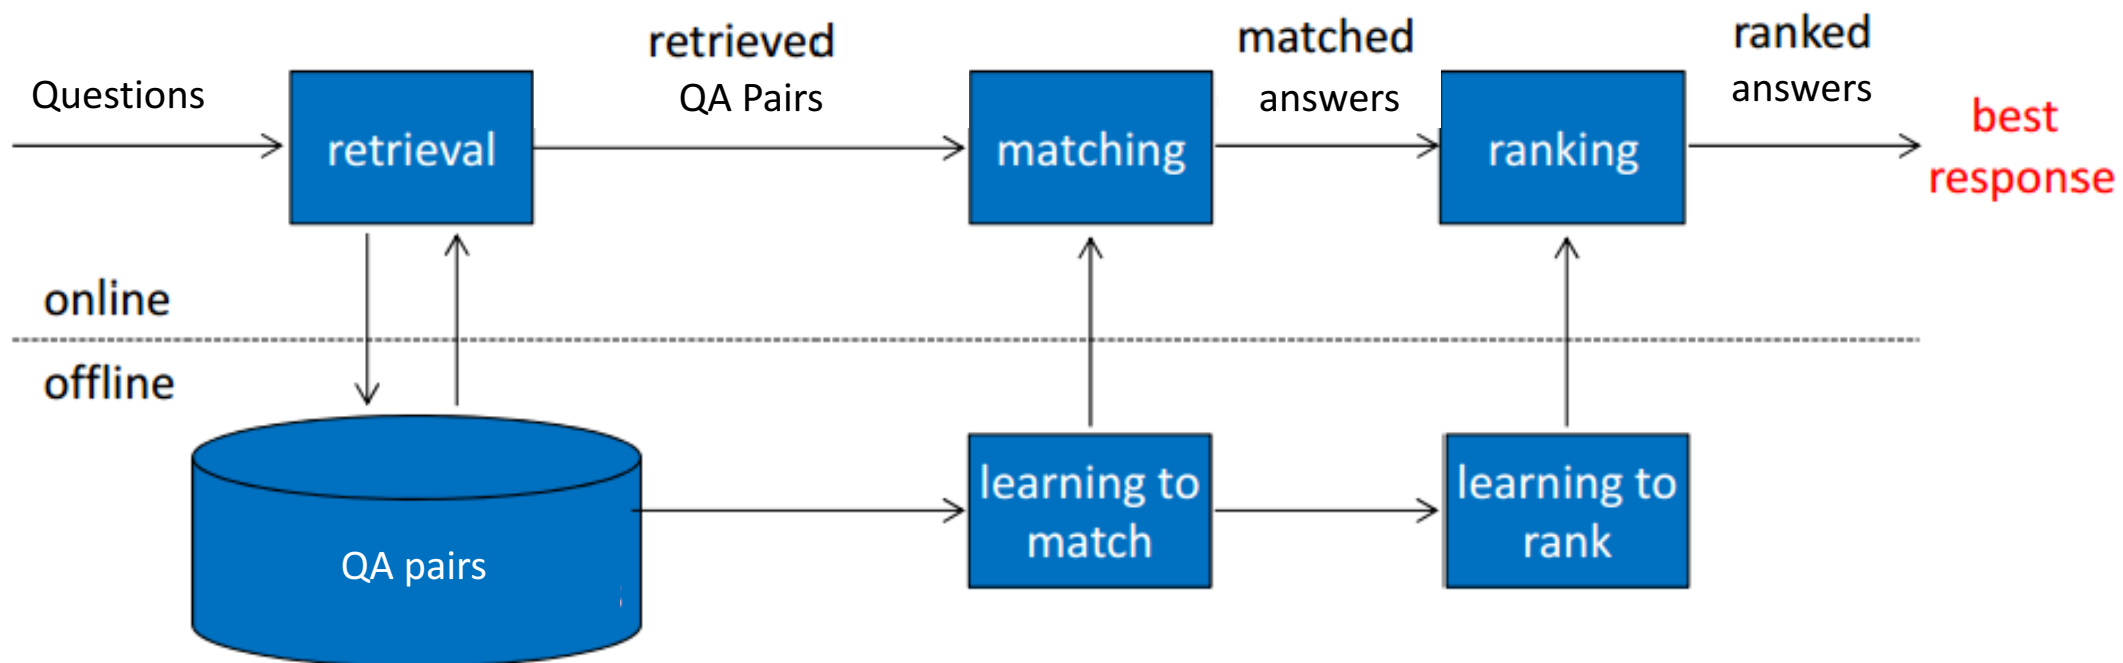 Questions
retrieval
retrieved
QA Pairs
matching
matched
answers
ranking
ranked
answers
best
response
online
offline
QA pairs
learning to
match
learning to
rank